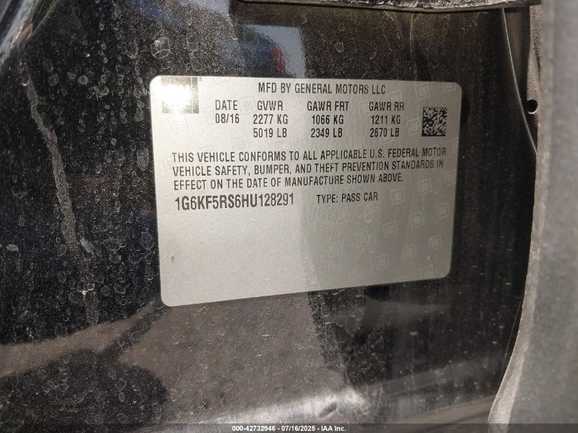 MFD BY GENERAL MOTORS LLC
DATE GVWR GAWR FRT GAWR RR
08/16 2277 KG 1066 KG 1211 KG
5019 LB 2349 LB 2670 LB
THIS VEHICLE CONFORMS TO ALL APPLICABLE U.S. FEDERAL MOTOR
VEHICLE SAFETY, BUMPER, AND THEFT PREVENTION STANDARDS IN
EFFECT ON THE DATE OF MANUFACTURE SHOWN ABOVE.
1G6KF5RS6HU128291 TYPE: PASS CAR
000-42732546 - 07/16/2025 - IAA Inc.